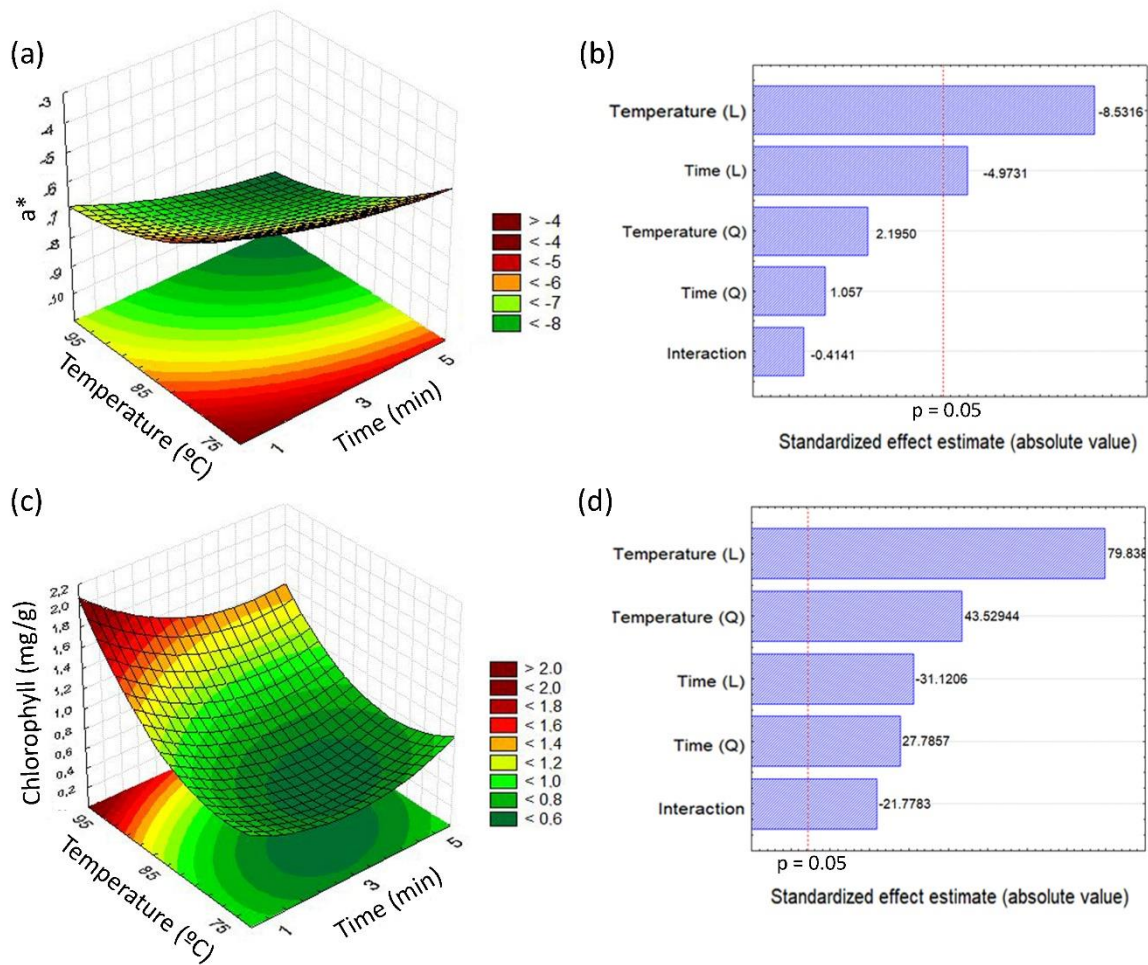 (a)
-3
-4
-5
-6
-7
-8
-9
-10
a*
95
85
75
Temperature (ºC)
1
3
5
Time (min)
> -4
< -4
< -5
< -6
< -7
< -8
(b)
Temperature (L)
-8.5316
Time (L)
-4.9731
Temperature (Q)
2.1950
Time (Q)
1.057
Interaction
-0.4141
p = 0.05
Standardized effect estimate (absolute value)
(c)
2,2
2,0
1,8
1,6
1,4
1,2
1,0
0,8
0,6
0,4
0,2
Chlorophyll (mg/g)
95
85
75
Temperature (ºC)
1
3
5
Time (min)
> 2.0
< 2.0
< 1.8
< 1.6
< 1.4
< 1.2
< 1.0
< 0.8
< 0.6
(d)
Temperature (L)
79.838
Temperature (Q)
43.52944
Time (L)
-31.1206
Time (Q)
27.7857
Interaction
-21.7783
p = 0.05
Standardized effect estimate (absolute value)